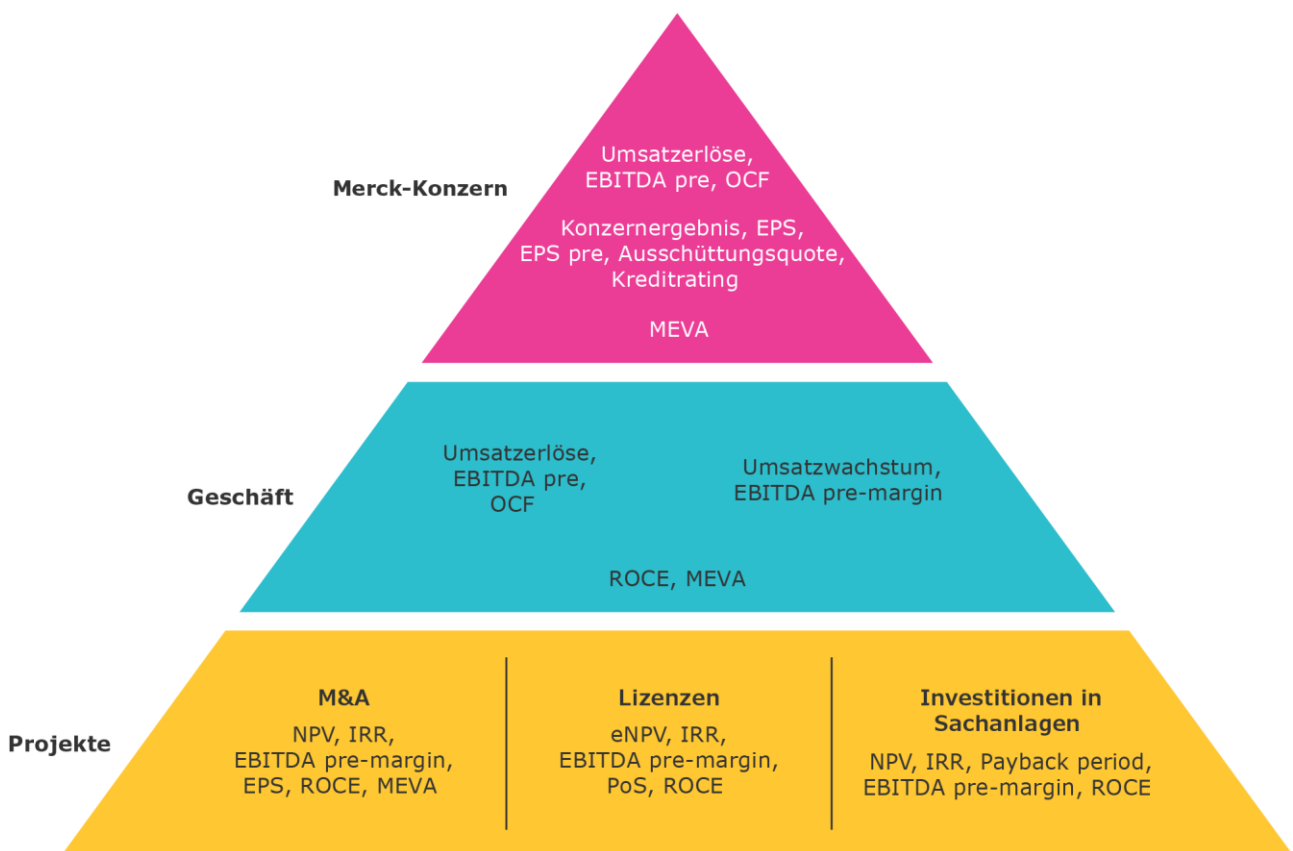 Merck-Konzern
Umsatzerlöse,
EBITDA pre, OCF
Konzernergebnis, EPS,
EPS pre, Ausschüttungsquote,
Kreditrating
MEVA
Geschäft
Umsatzerlöse,
EBITDA pre,
OCF
Umsatzwachstum,
EBITDA pre-margin
ROCE, MEVA
Projekte
M&A
NPV, IRR,
EBITDA pre-margin,
EPS, ROCE, MEVA
Lizenzen
eNPV, IRR,
EBITDA pre-margin,
PoS, ROCE
Investitionen in
Sachanlagen
NPV, IRR, Payback period,
EBITDA pre-margin, ROCE